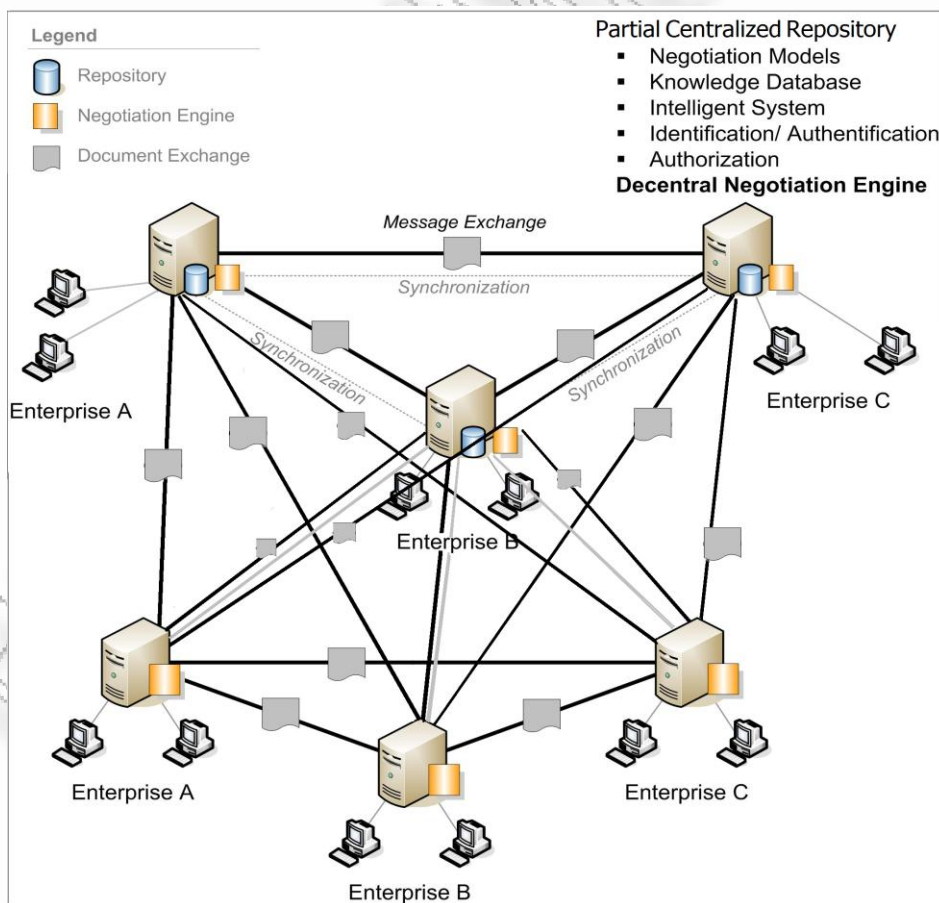 Legend
Repository
Negotiation Engine
Document Exchange
Partial Centralized Repository
▪ Negotiation Models
▪ Knowledge Database
▪ Intelligent System
▪ Identification/ Authentification
▪ Authorization
Decentral Negotiation Engine
Message Exchange
Synchronization
Synchronization
Synchronization
Enterprise A
Enterprise C
Enterprise B
Enterprise A
Enterprise C
Enterprise B